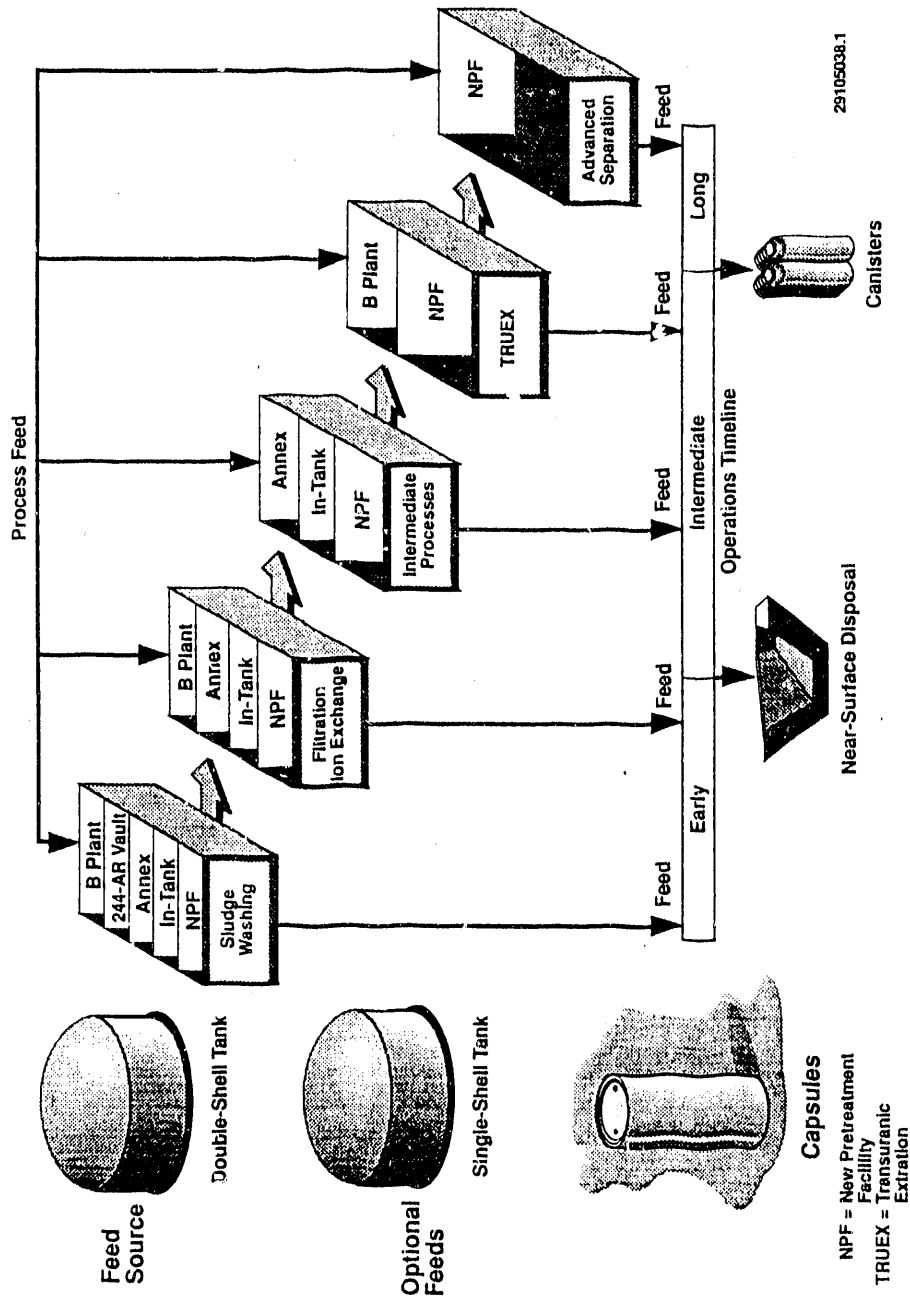 Process Feed
Feed
Source
Double-Shell Tank
Optional
Feeds
Single-Shell Tank
Capsules
NPF = New Pretreatment
Facility
TRUEX = Transuranic
Extration
B Plant
244-AR Vault
Annex
In-Tank
NPF
Sludge
Washing
B Plant
Annex
In-Tank
NPF
Flitration
Ion Exchange
Annex
In-Tank
NPF
Intermediate
Processes
B Plant
NPF
TRUEX
NPF
Advanced
Separation
Feed
Feed
Feed
Feed
Feed
Early
Intermediate
Long
Operations Timeline
Near-Surface Disposal
Canisters
29105038.1